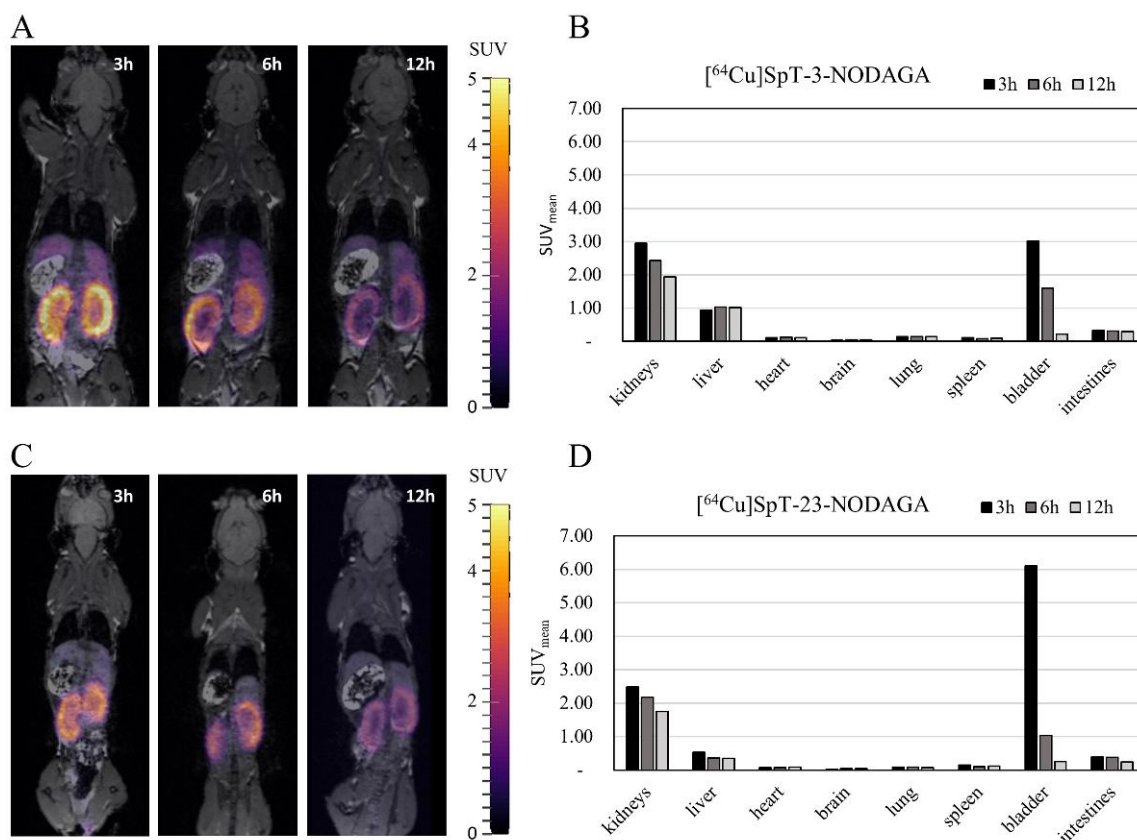 A
3h
6h
12h
SUV
5
4
2
0
B
[⁶⁴Cu]SpT-3-NODAGA
3h 6h 12h
7.00
6.00
5.00
4.00
3.00
2.00
1.00
-
SUVmean
kidneys
liver
heart
brain
lung
spleen
bladder
intestines
C
3h
6h
12h
SUV
5
4
2
0
D
[⁶⁴Cu]SpT-23-NODAGA
3h 6h 12h
7.00
6.00
5.00
4.00
3.00
2.00
1.00
-
SUVmean
kidneys
liver
heart
brain
lung
spleen
bladder
intestines